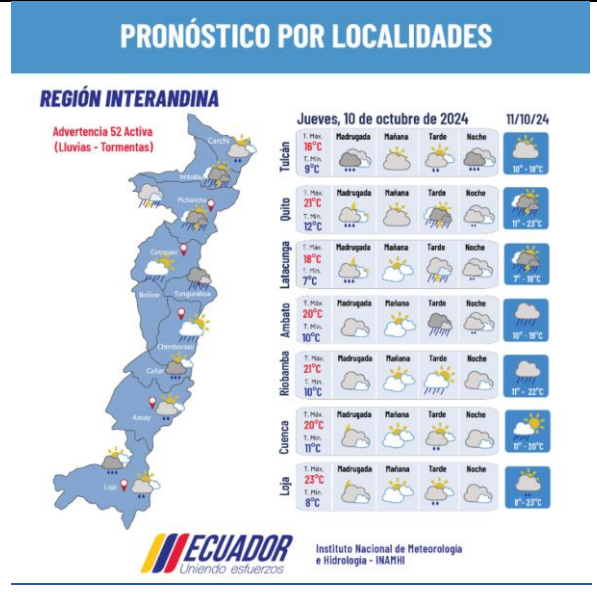 PRONÓSTICO POR LOCALIDADES
REGIÓN INTERANDINA
Advertencia 52 Activa
(Lluvias - Tormentas)
Carchi
Imbabura
Pichincha
Cotopaxi
Bolívar
Tungurahua
Chimborazo
Cañar
Azuay
Loja
Jueves, 10 de octubre de 2024
11/10/24
Tulcán
T. Máx.
16°C
T. Mín.
9°C
Madrugada
Mañana
Tarde
Noche
10° - 18°C
Quito
T. Máx.
21°C
T. Mín.
12°C
Madrugada
Mañana
Tarde
Noche
11° - 23°C
Latacunga
T. Máx.
18°C
T. Mín.
7°C
Madrugada
Mañana
Tarde
Noche
7° - 18°C
Ambato
T. Máx.
20°C
T. Mín.
10°C
Madrugada
Mañana
Tarde
Noche
10° - 19°C
Riobamba
T. Máx.
21°C
T. Mín.
10°C
Madrugada
Mañana
Tarde
Noche
11° - 22°C
Cuenca
T. Máx.
20°C
T. Mín.
11°C
Madrugada
Mañana
Tarde
Noche
11° - 20°C
Loja
T. Máx.
23°C
T. Mín.
8°C
Madrugada
Mañana
Tarde
Noche
8° - 23°C
ECUADOR
Uniendo esfuerzos
Instituto Nacional de Meteorología
e Hidrología - INAMHI